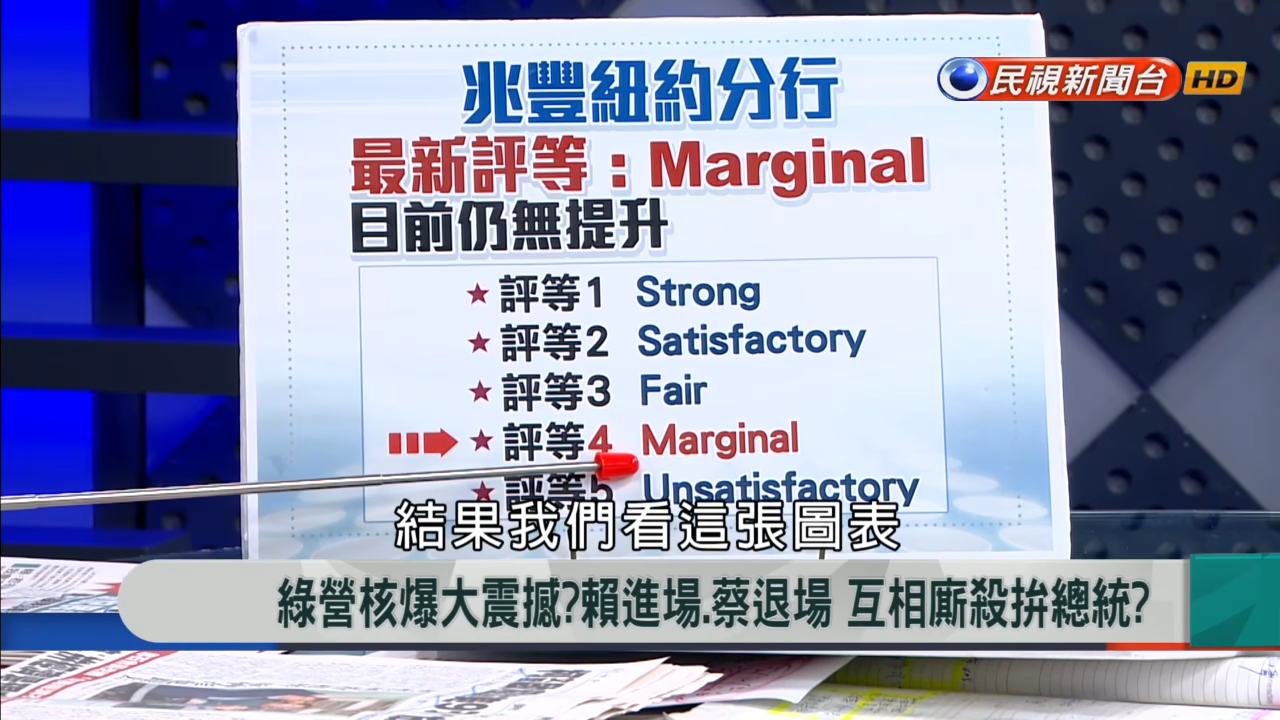 兆豐紐約分行
民視新聞台 HD
最新評等：Marginal
目前仍無提升
★評等1 Strong
★評等2 Satisfactory
★評等3 Fair
★評等4 Marginal
★評等5 Unsatisfactory
結果我們看這張圖表
綠營核爆大震撼?賴進場.蔡退場 互相廝殺拚總統?